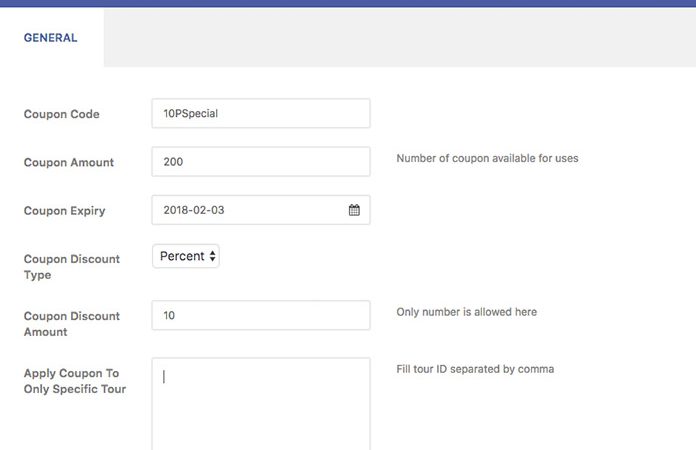 GENERAL
Coupon Code
10PSpecial
Coupon Amount
200
Number of coupon available for uses
Coupon Expiry
2018-02-03
Coupon Discount
Type
Percent
Coupon Discount
Amount
10
Only number is allowed here
Apply Coupon To
Only Specific Tour
Fill tour ID separated by comma